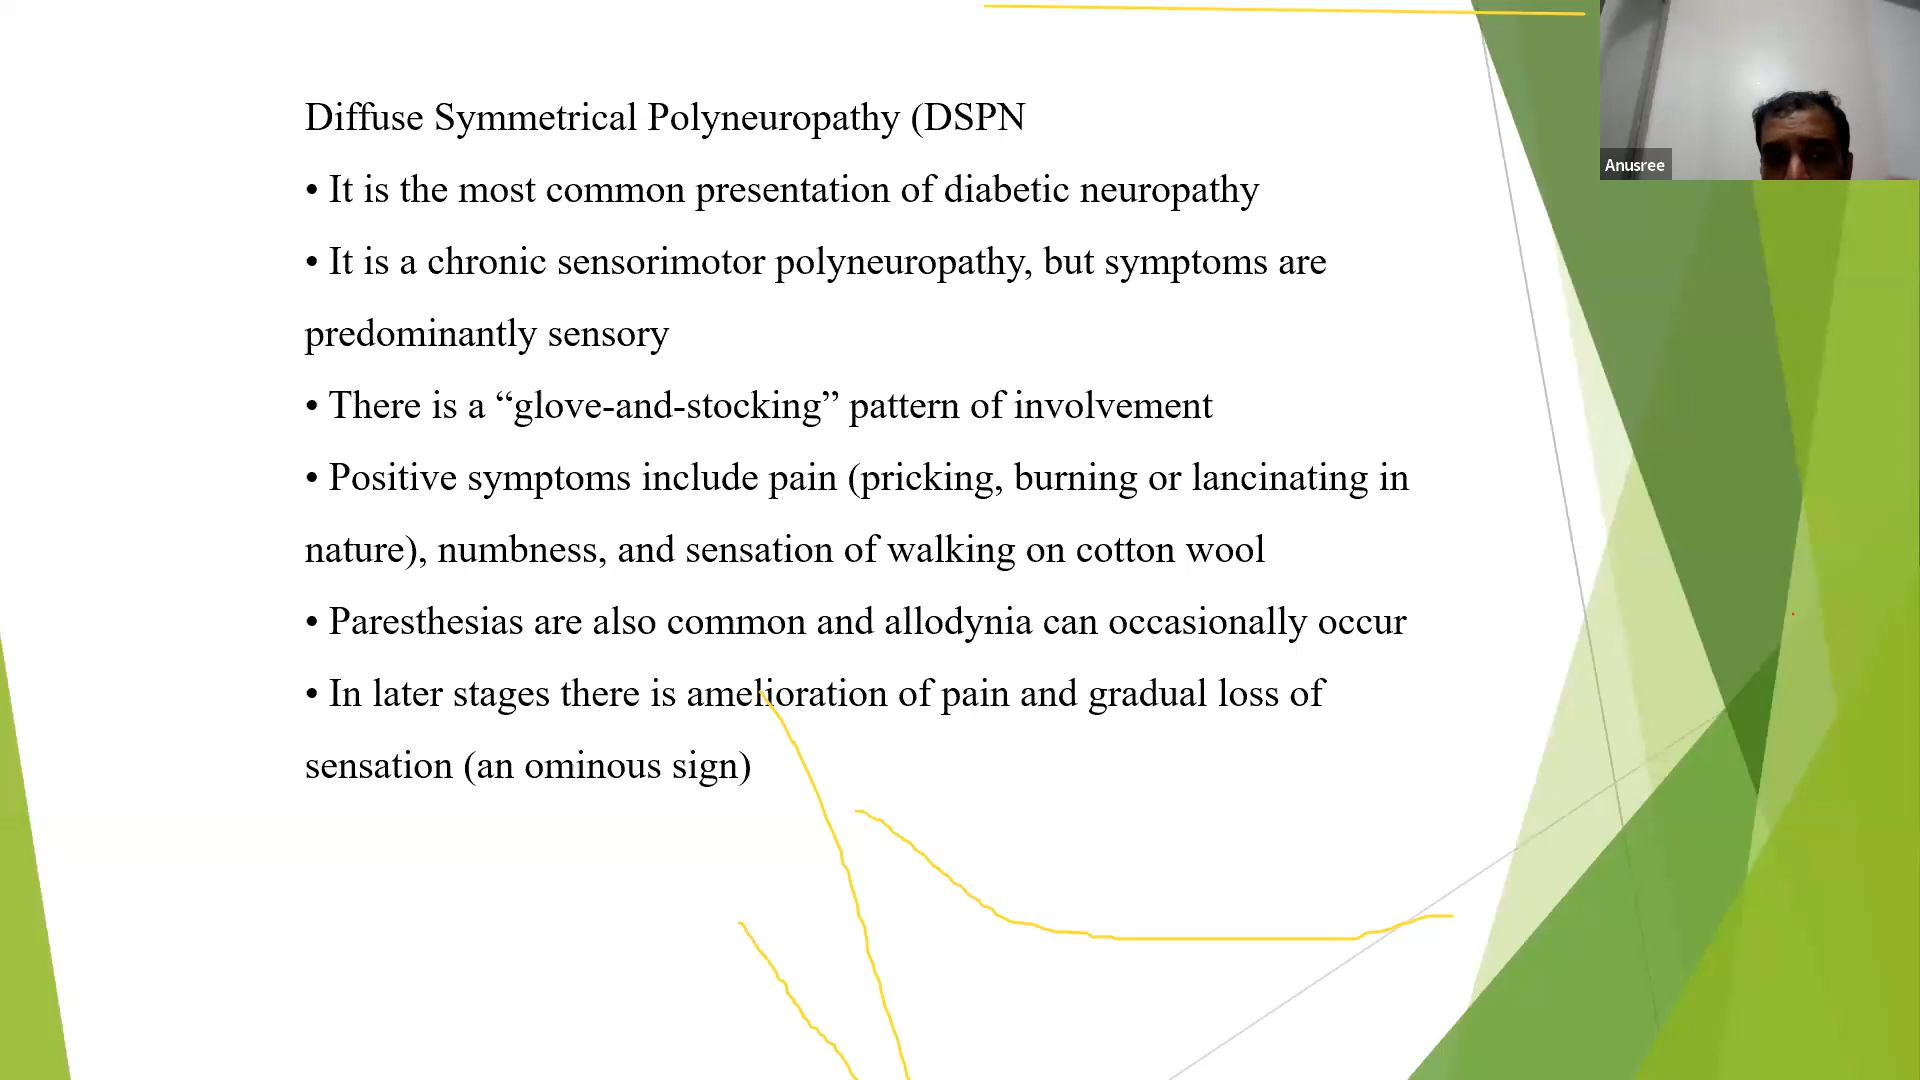 Diffuse Symmetrical Polyneuropathy (DSPN
• It is the most common presentation of diabetic neuropathy
• It is a chronic sensorimotor polyneuropathy, but symptoms are
predominantly sensory
• There is a “glove-and-stocking” pattern of involvement
• Positive symptoms include pain (pricking, burning or lancinating in
nature), numbness, and sensation of walking on cotton wool
• Paresthesias are also common and allodynia can occasionally occur
• In later stages there is amelioration of pain and gradual loss of
sensation (an ominous sign)
Anusree